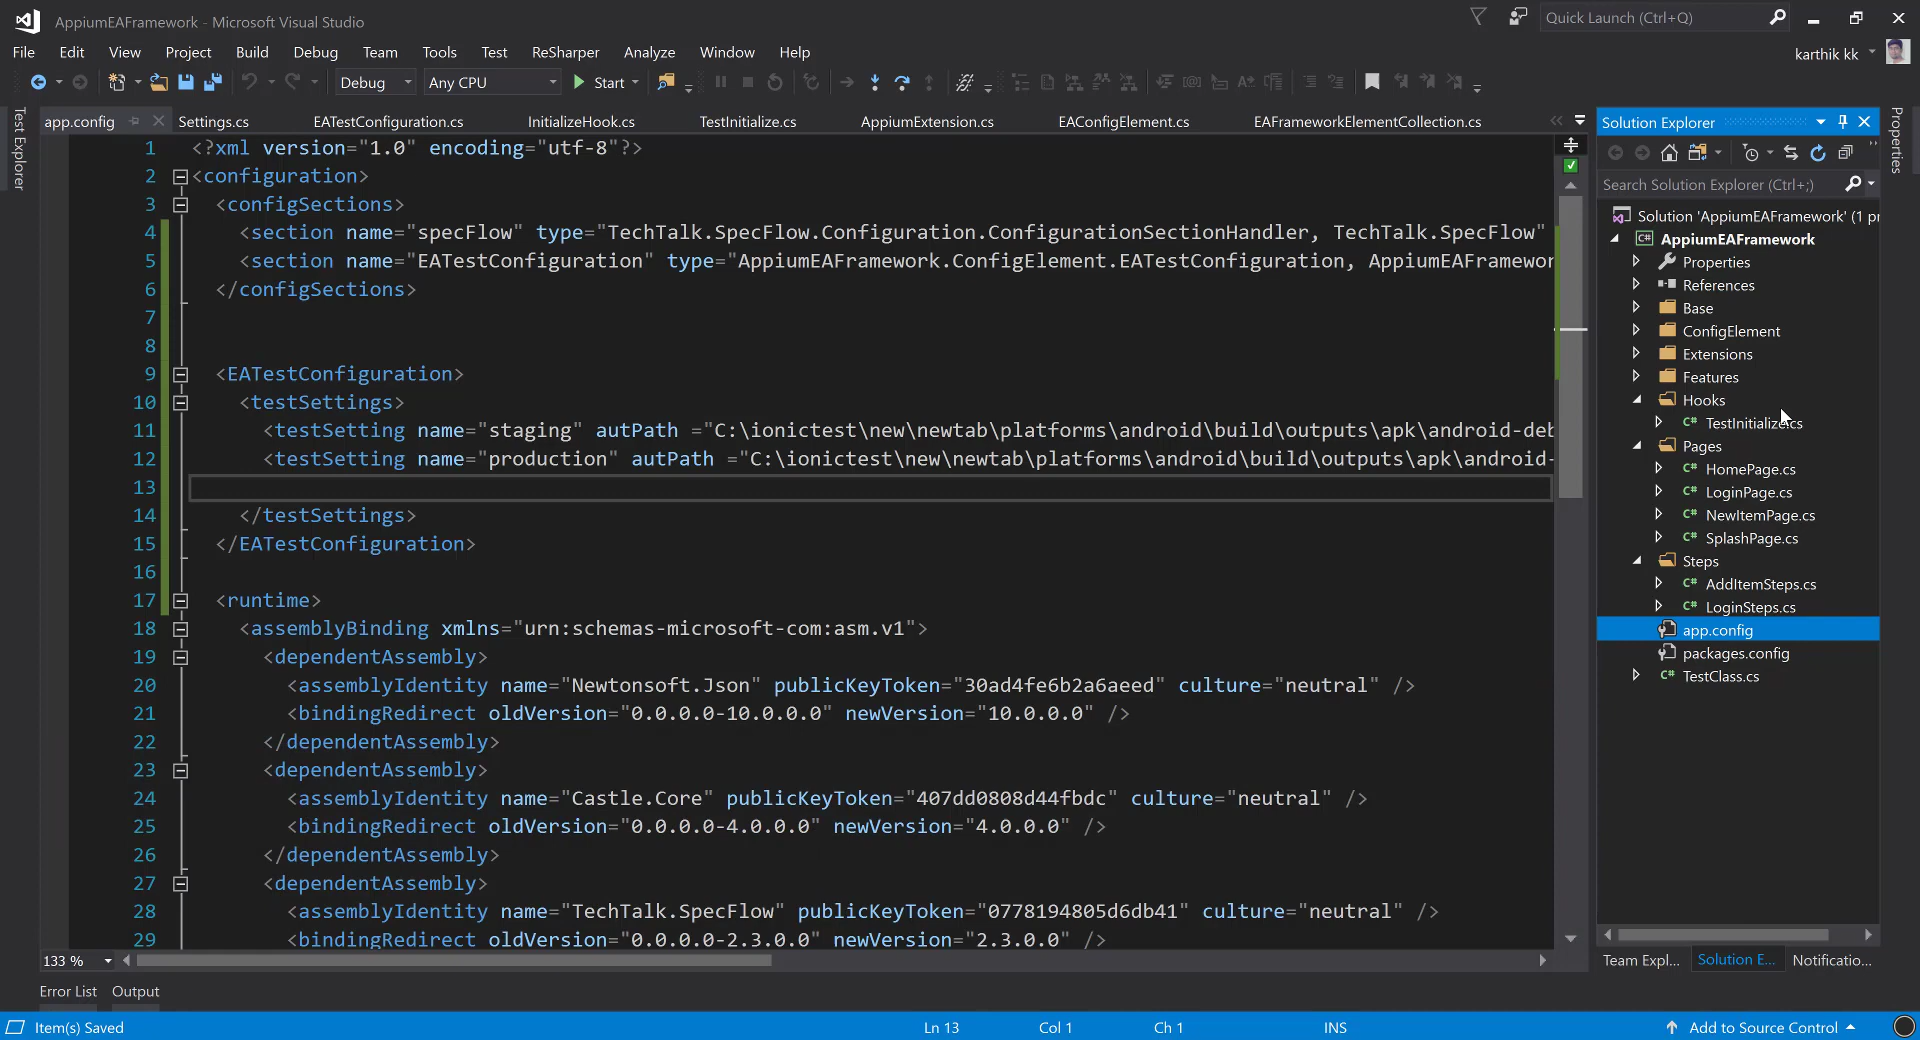 AppiumEAFramework - Microsoft Visual Studio
Quick Launch (Ctrl+Q)
File Edit View Project Build Debug Team Tools Test ReSharper Analyze Window Help
karthik kk
Debug Any CPU Start
Test Explorer
app.config Settings.cs EATestConfiguration.cs InitializeHook.cs TestInitialize.cs AppiumExtension.cs EAConfigElement.cs EAFrameworkElementCollection.cs
1 <?xml version="1.0" encoding="utf-8"?>
2 <configuration>
3 <configSections>
4 <section name="specFlow" type="TechTalk.SpecFlow.Configuration.ConfigurationSectionHandler, TechTalk.SpecFlow"
5 <section name="EATestConfiguration" type="AppiumEAFramework.ConfigElement.EATestConfiguration, AppiumEAFramewor
6 </configSections>
7
8
9 <EATestConfiguration>
10 <testSettings>
11 <testSetting name="staging" autPath ="C:\ionictest\new\newtab\platforms\android\build\outputs\apk\android-deb
12 <testSetting name="production" autPath ="C:\ionictest\new\newtab\platforms\android\build\outputs\apk\android-
13
14 </testSettings>
15 </EATestConfiguration>
16
17 <runtime>
18 <assemblyBinding xmlns="urn:schemas-microsoft-com:asm.v1">
19 <dependentAssembly>
20 <assemblyIdentity name="Newtonsoft.Json" publicKeyToken="30ad4fe6b2a6aeed" culture="neutral" />
21 <bindingRedirect oldVersion="0.0.0.0-10.0.0.0" newVersion="10.0.0.0" />
22 </dependentAssembly>
23 <dependentAssembly>
24 <assemblyIdentity name="Castle.Core" publicKeyToken="407dd0808d44fbdc" culture="neutral" />
25 <bindingRedirect oldVersion="0.0.0.0-4.0.0.0" newVersion="4.0.0.0" />
26 </dependentAssembly>
27 <dependentAssembly>
28 <assemblyIdentity name="TechTalk.SpecFlow" publicKeyToken="0778194805d6db41" culture="neutral" />
29 <bindingRedirect oldVersion="0.0.0.0-2.3.0.0" newVersion="2.3.0.0" />
133 %
Solution Explorer
Search Solution Explorer (Ctrl+;)
Solution 'AppiumEAFramework' (1 pr
C# AppiumEAFramework
Properties
References
Base
ConfigElement
Extensions
Features
Hooks
C# TestInitialize.cs
Pages
C# HomePage.cs
C# LoginPage.cs
C# NewItemPage.cs
C# SplashPage.cs
Steps
C# AddItemSteps.cs
C# LoginSteps.cs
app.config
packages.config
C# TestClass.cs
Team Expl... Solution E... Notificatio...
Properties
Error List Output
Item(s) Saved Ln 13 Col 1 Ch 1 INS Add to Source Control